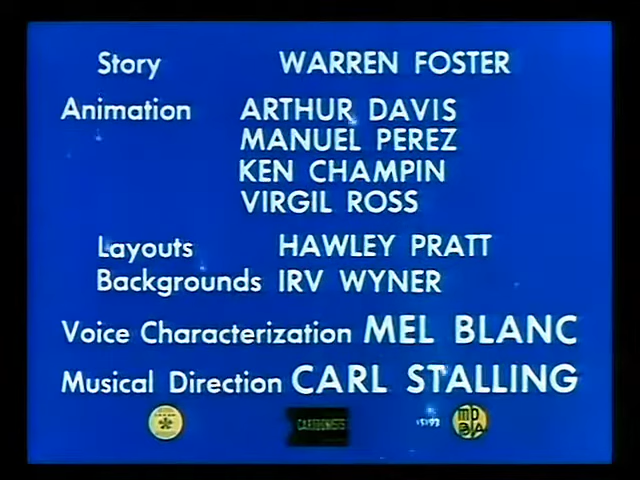 Story WARREN FOSTER
Animation ARTHUR DAVIS
MANUEL PEREZ
KEN CHAMPIN
VIRGIL ROSS
Layouts HAWLEY PRATT
Backgrounds IRV WYNER
Voice Characterization MEL BLANC
Musical Direction CARL STALLING
CARTOONISTS